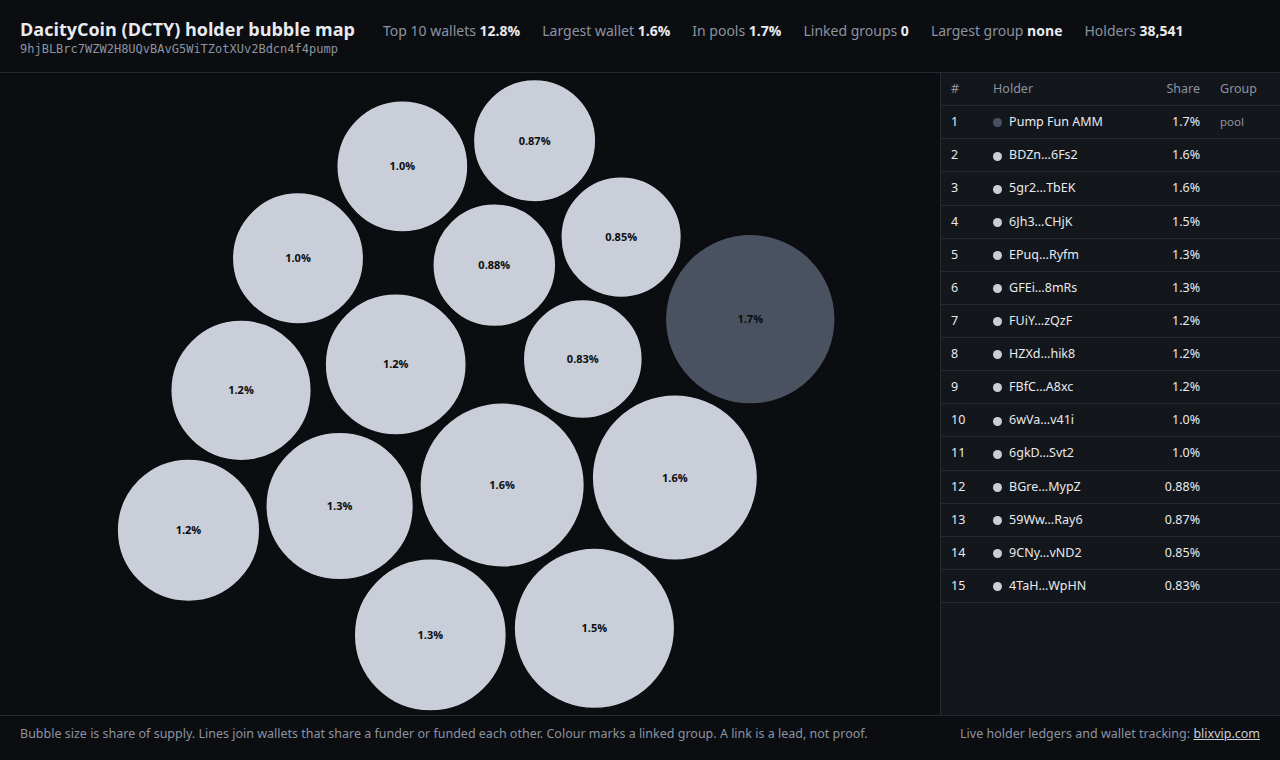 DacityCoin (DCTY) holder bubble map
9hjBLBrc7WZW2H8UQvBAvG5WiTZotXUv2Bdcn4f4pump
Top 10 wallets 12.8% Largest wallet 1.6% In pools 1.7% Linked groups 0 Largest group none Holders 38,541
0.87%
1.0%
0.85%
1.0%
0.88%
1.7%
0.83%
1.2%
1.2%
1.6%
1.6%
1.3%
1.2%
1.5%
1.3%
# Holder Share Group
1 Pump Fun AMM 1.7% pool
2 BDZn...6Fs2 1.6%
3 5gr2...TbEK 1.6%
4 6Jh3...CHjK 1.5%
5 EPuq...Ryfm 1.3%
6 GFEi...8mRs 1.3%
7 FUiY...zQzF 1.2%
8 HZXd...hik8 1.2%
9 FBfC...A8xc 1.2%
10 6wVa...v41i 1.0%
11 6gkD...Svt2 1.0%
12 BGre...MypZ 0.88%
13 59Ww...Ray6 0.87%
14 9CNy...vND2 0.85%
15 4TaH...WpHN 0.83%
Bubble size is share of supply. Lines join wallets that share a funder or funded each other. Colour marks a linked group. A link is a lead, not proof.
Live holder ledgers and wallet tracking: blixvip.com